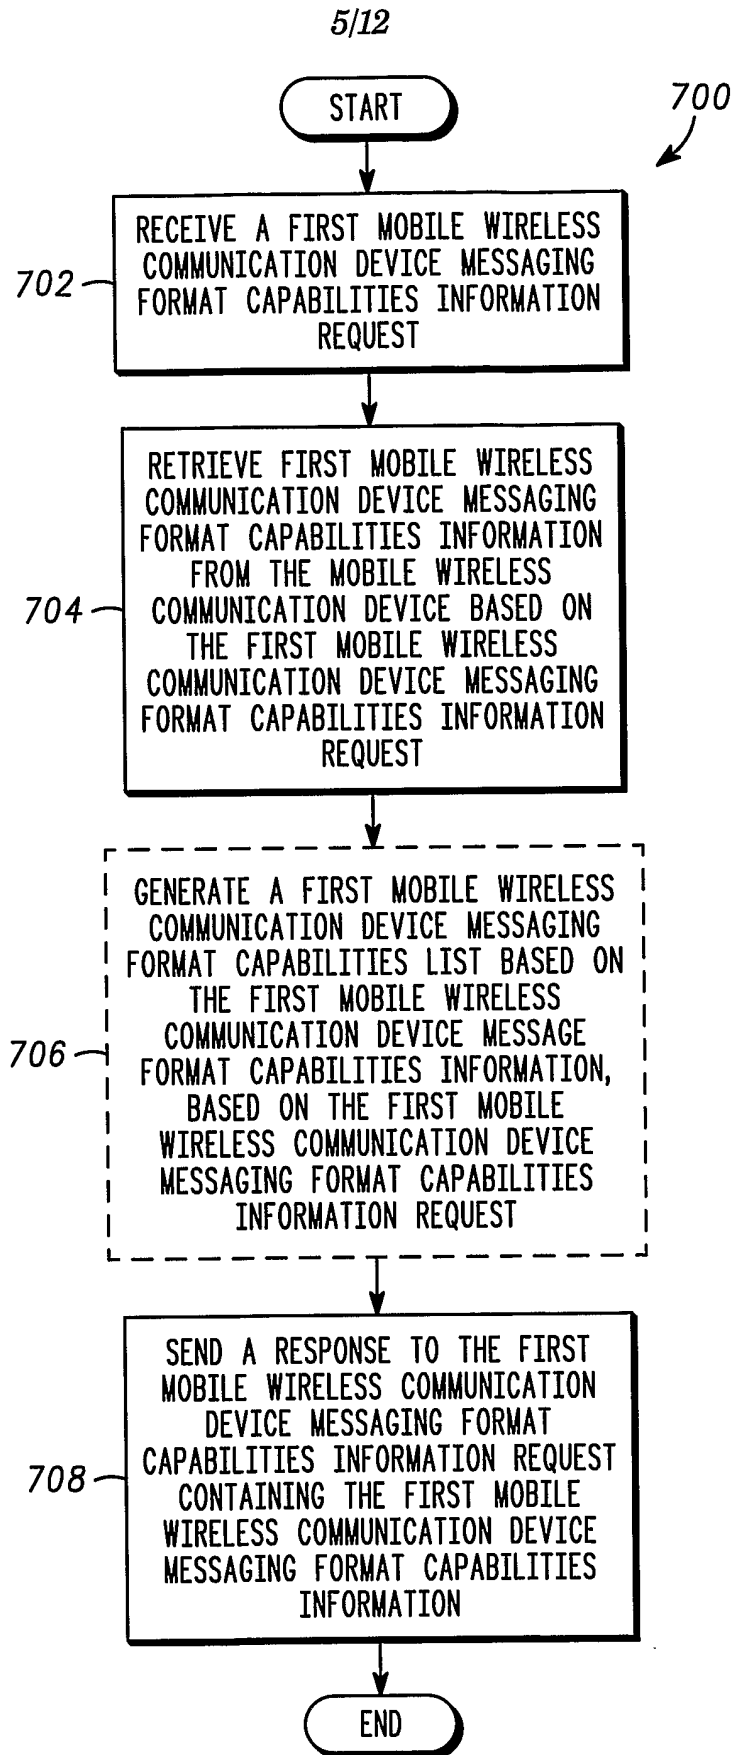 5/12
START
700
RECEIVE A FIRST MOBILE WIRELESS
COMMUNICATION DEVICE MESSAGING
FORMAT CAPABILITIES INFORMATION
REQUEST
702
RETRIEVE FIRST MOBILE WIRELESS
COMMUNICATION DEVICE MESSAGING
FORMAT CAPABILITIES INFORMATION
FROM THE MOBILE WIRELESS
COMMUNICATION DEVICE BASED ON
THE FIRST MOBILE WIRELESS
COMMUNICATION DEVICE MESSAGING
FORMAT CAPABILITIES INFORMATION
REQUEST
704
GENERATE A FIRST MOBILE WIRELESS
COMMUNICATION DEVICE MESSAGING
FORMAT CAPABILITIES LIST BASED ON
THE FIRST MOBILE WIRELESS
COMMUNICATION DEVICE MESSAGE
FORMAT CAPABILITIES INFORMATION,
BASED ON THE FIRST MOBILE
WIRELESS COMMUNICATION DEVICE
MESSAGING FORMAT CAPABILITIES
INFORMATION REQUEST
706
SEND A RESPONSE TO THE FIRST
MOBILE WIRELESS COMMUNICATION
DEVICE MESSAGING FORMAT
CAPABILITIES INFORMATION REQUEST
CONTAINING THE FIRST MOBILE
WIRELESS COMMUNICATION DEVICE
MESSAGING FORMAT CAPABILITIES
INFORMATION
708
END